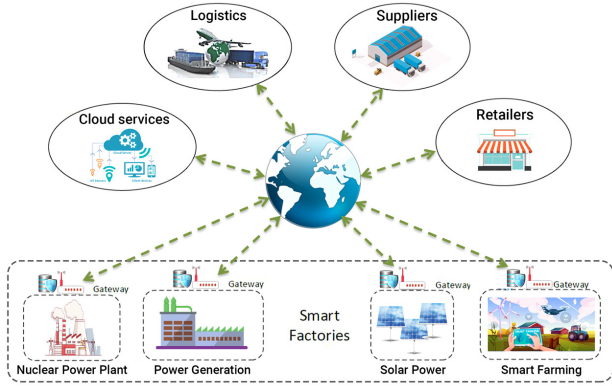 Logistics
Suppliers
Cloud services
Retailers
Gateway
Gateway
Gateway
Gateway
Smart
Factories
Nuclear Power Plant
Power Generation
Solar Power
Smart Farming